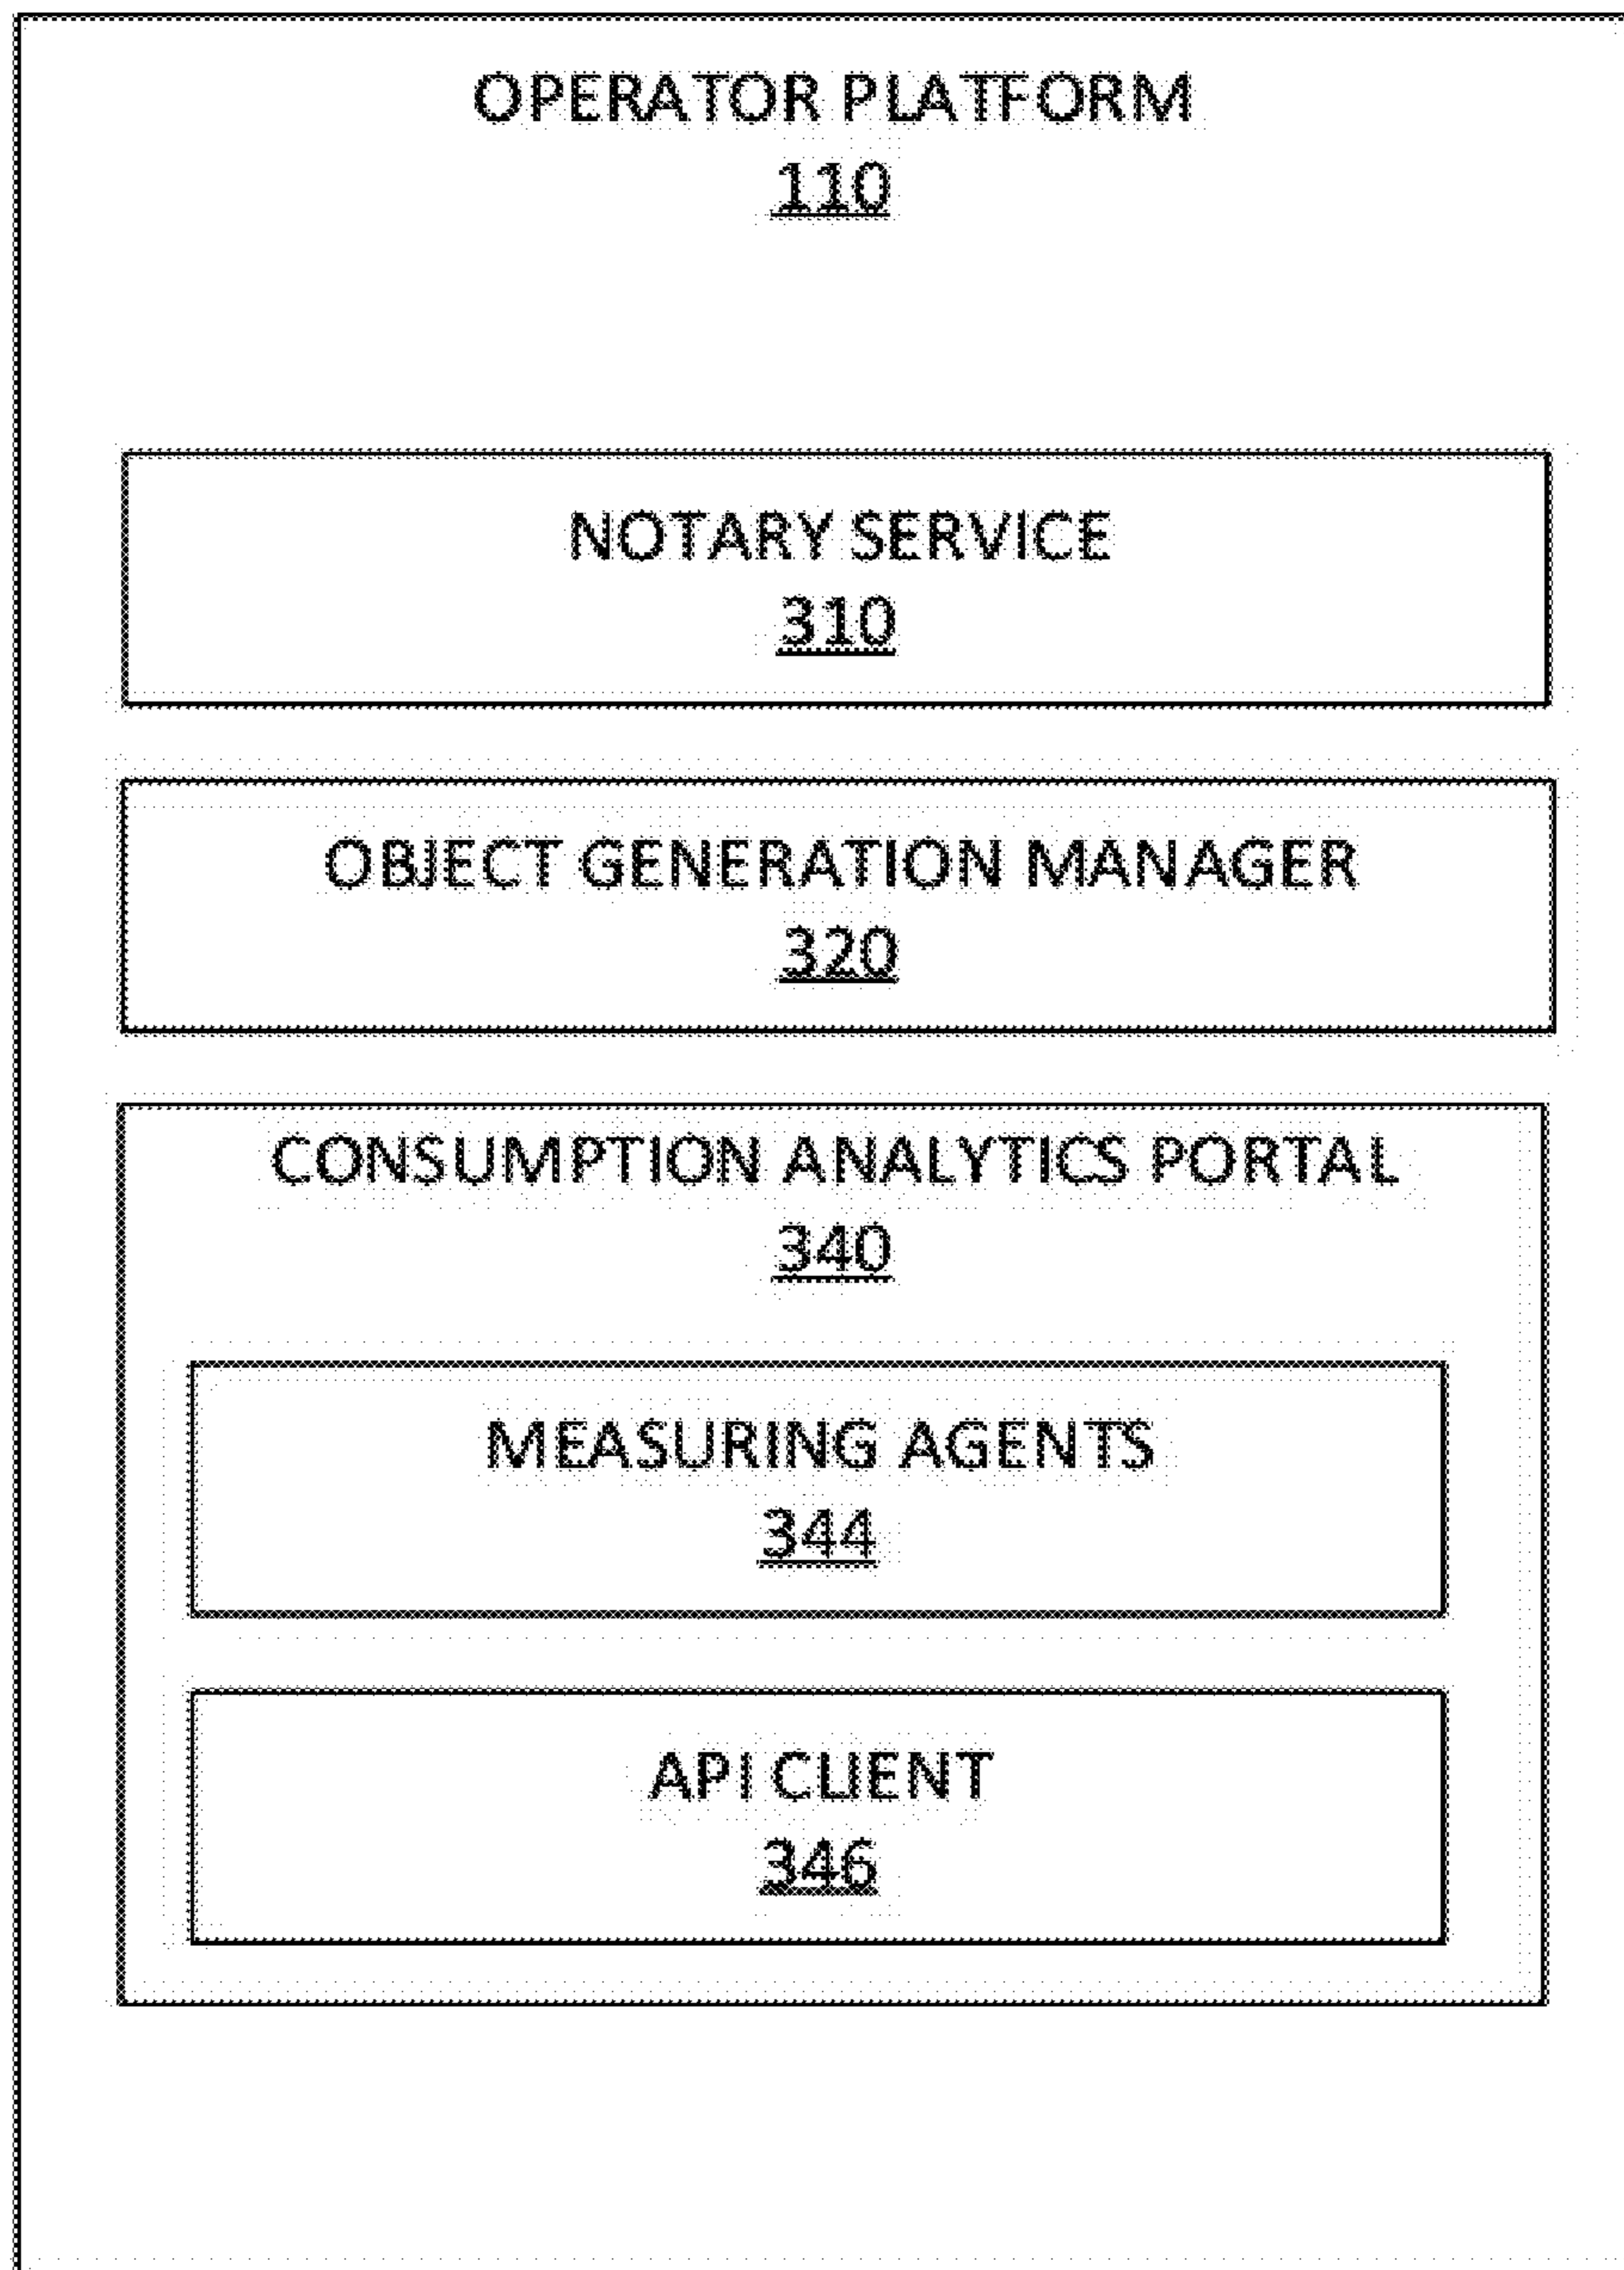 OPERATOR PLATFORM
110
NOTARY SERVICE
310
OBJECT GENERATION MANAGER
320
CONSUMPTION ANALYTICS PORTAL
340
MEASURING AGENTS
344
API CLIENT
346